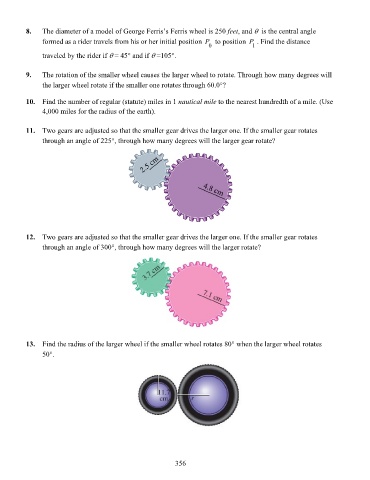 8. The diameter of a model of George Ferris's Ferris wheel is 250 feet, and θ is the central angle
formed as a rider travels from his or her initial position P0 to position P1 . Find the distance
traveled by the rider if θ = 45° and if θ =105°.
9. The rotation of the smaller wheel causes the larger wheel to rotate. Through how many degrees will
the larger wheel rotate if the smaller one rotates through 60.0°?
10. Find the number of regular (statute) miles in 1 nautical mile to the nearest hundredth of a mile. (Use
4,000 miles for the radius of the earth).
11. Two gears are adjusted so that the smaller gear drives the larger one. If the smaller gear rotates
through an angle of 225°, through how many degrees will the larger gear rotate?
2.5 cm
4.8 cm
12. Two gears are adjusted so that the smaller gear drives the larger one. If the smaller gear rotates
through an angle of 300°, through how many degrees will the larger rotate?
3.7 cm
7.1 cm
13. Find the radius of the larger wheel if the smaller wheel rotates 80° when the larger wheel rotates
50°.
cm
r
356